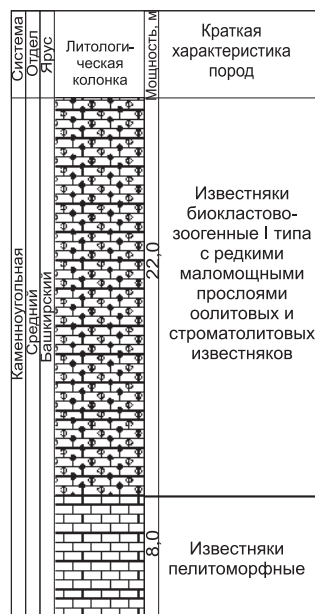 Система
Отдел
Ярус
Литологи-
ческая
колонка
Мощность, м
Краткая
характеристика
пород
Каменноугольная
Средний
Башкирский
22,0
Известняки
биокластово-
зоогенные I типа
с редкими
маломощными
прослоями
оолитовых и
строматолитовых
известняков
8,0
Известняки
пелитоморфные